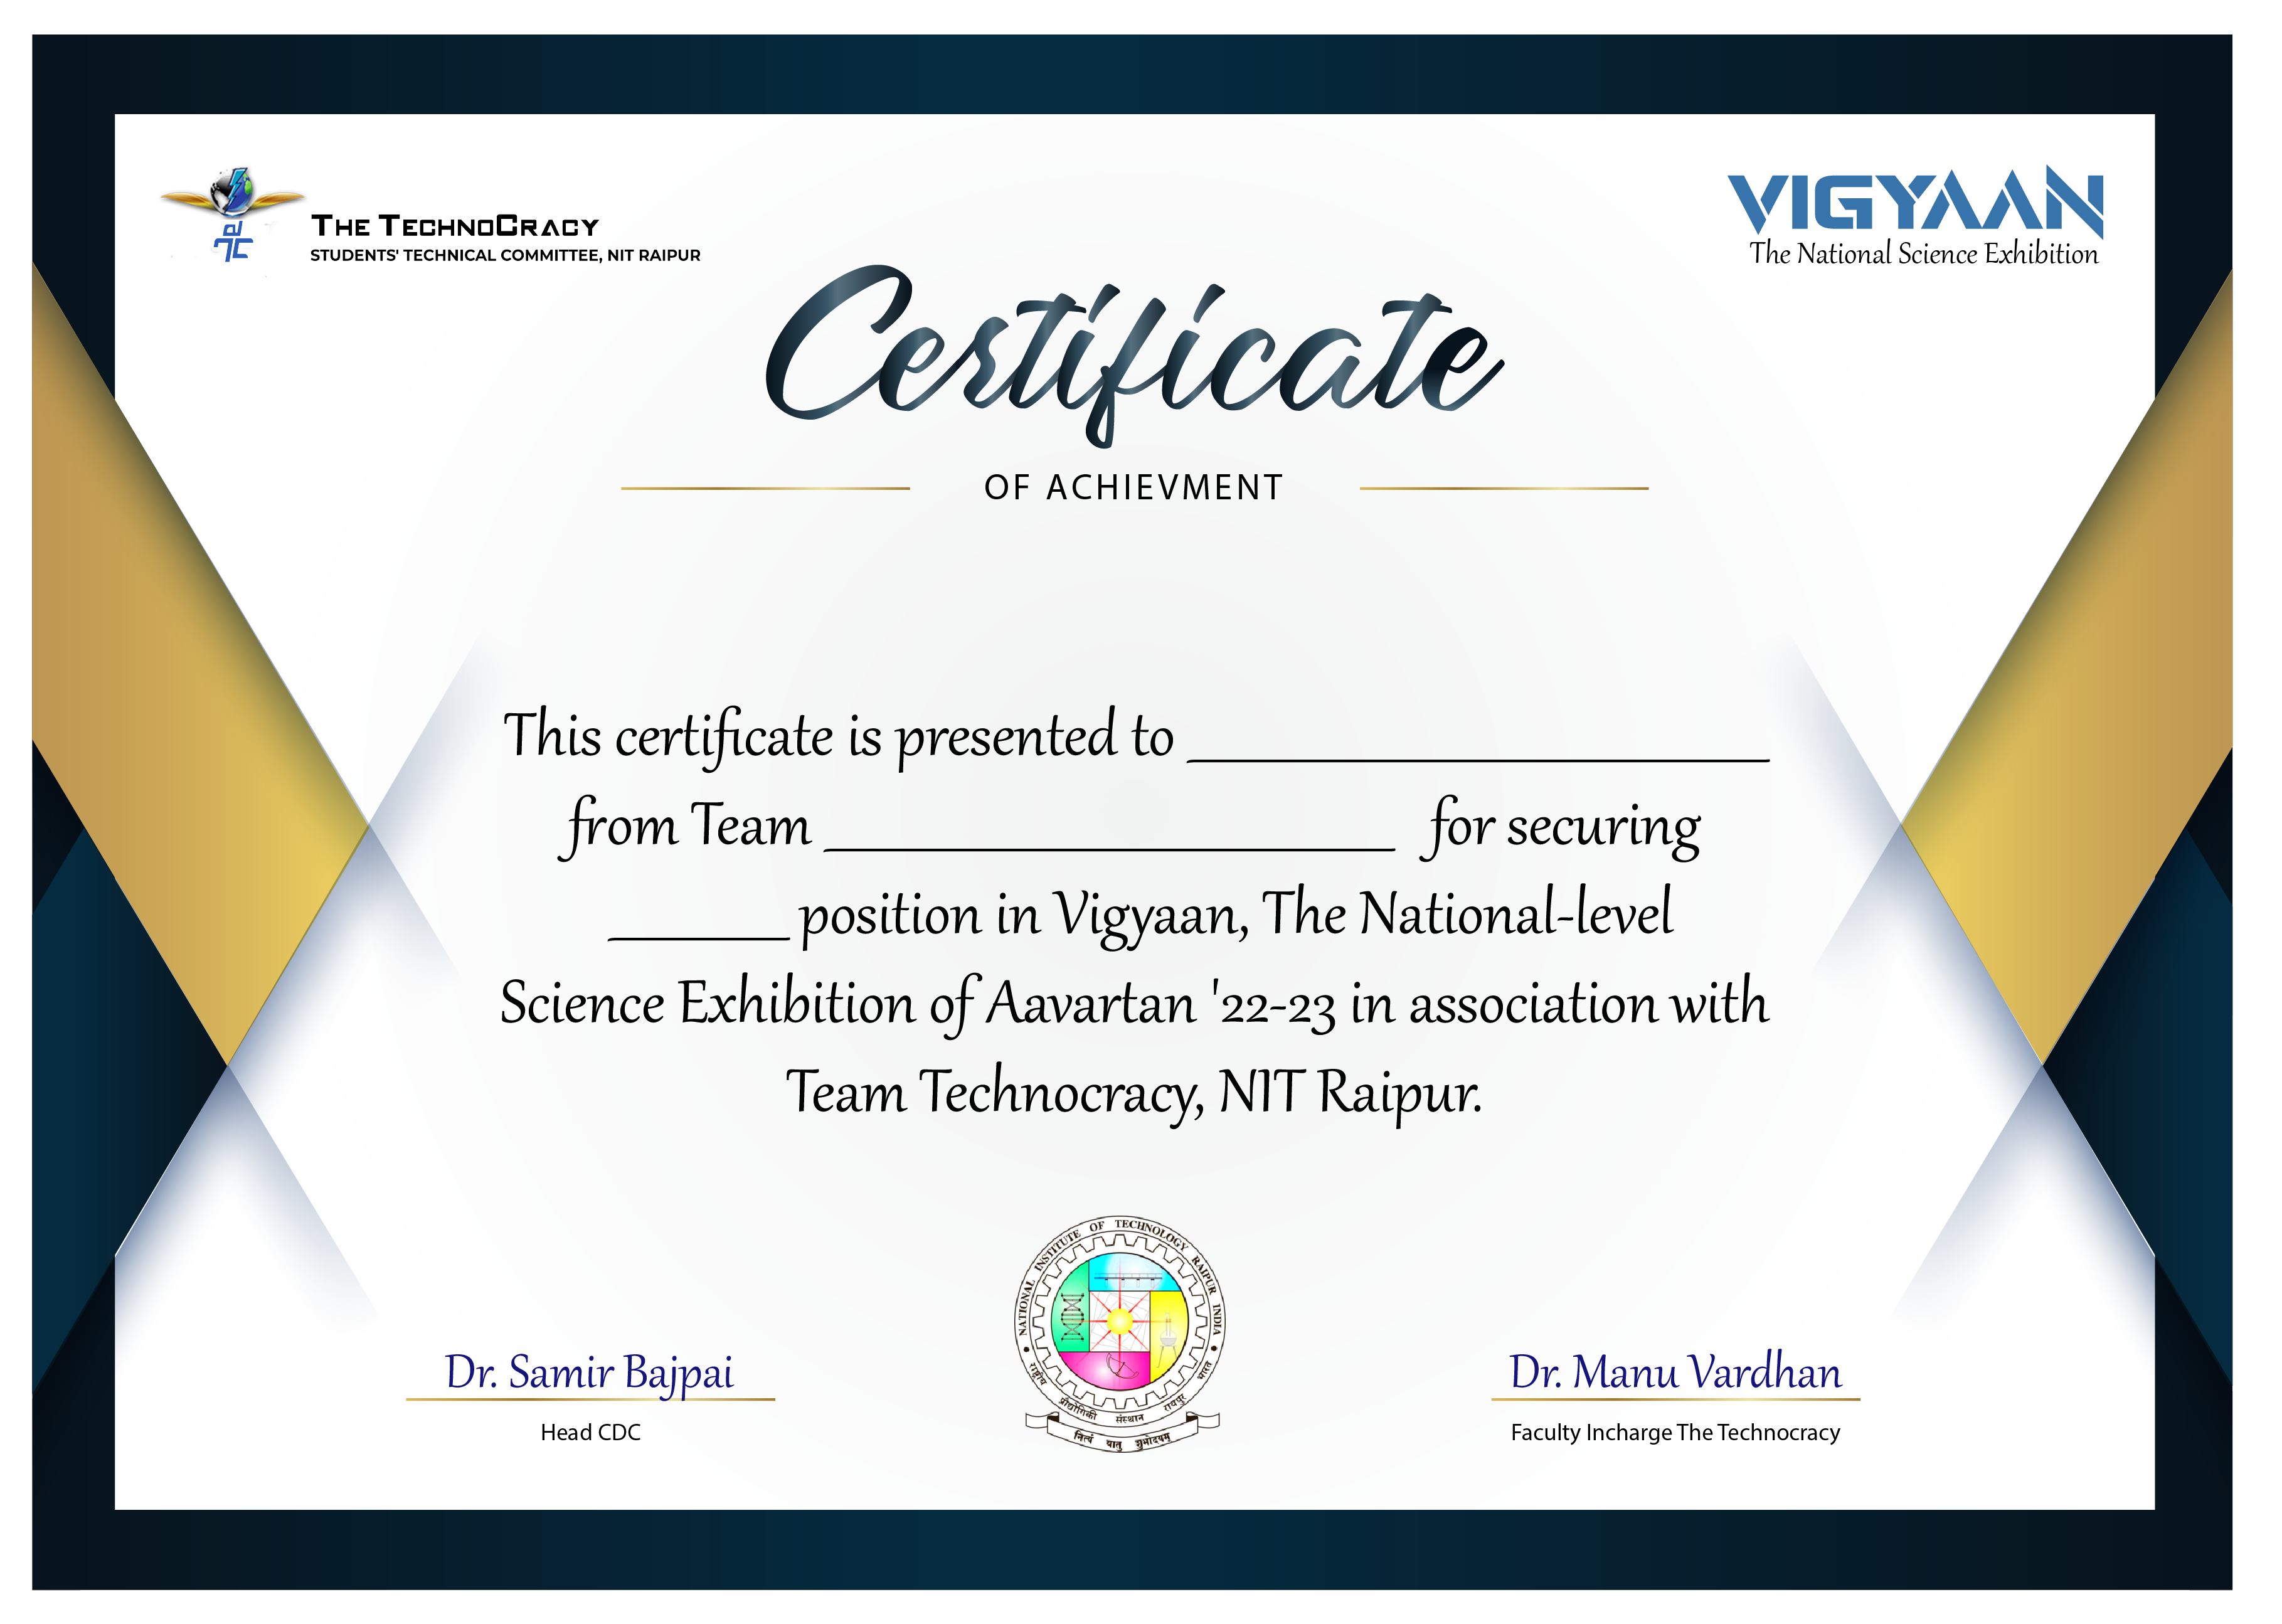 THE TECHNOCRACY
STUDENTS' TECHNICAL COMMITTEE, NIT RAIPUR
VIGYAAN
The National Science Exhibition
Certificate
OF ACHIEVMENT
This certificate is presented to ____________________
from Team ____________________ for securing
______ position in Vigyaan, The National-level
Science Exhibition of Aavartan '22-23 in association with
Team Technocracy, NIT Raipur.
NATIONAL INSTITUTE OF TECHNOLOGY RAIPUR INDIA
राष्ट्रीय प्रौद्योगिकी संस्थान रायपुर भारत
नित्यं यातु शुभोदयम्
Dr. Samir Bajpai
Head CDC
Dr. Manu Vardhan
Faculty Incharge The Technocracy